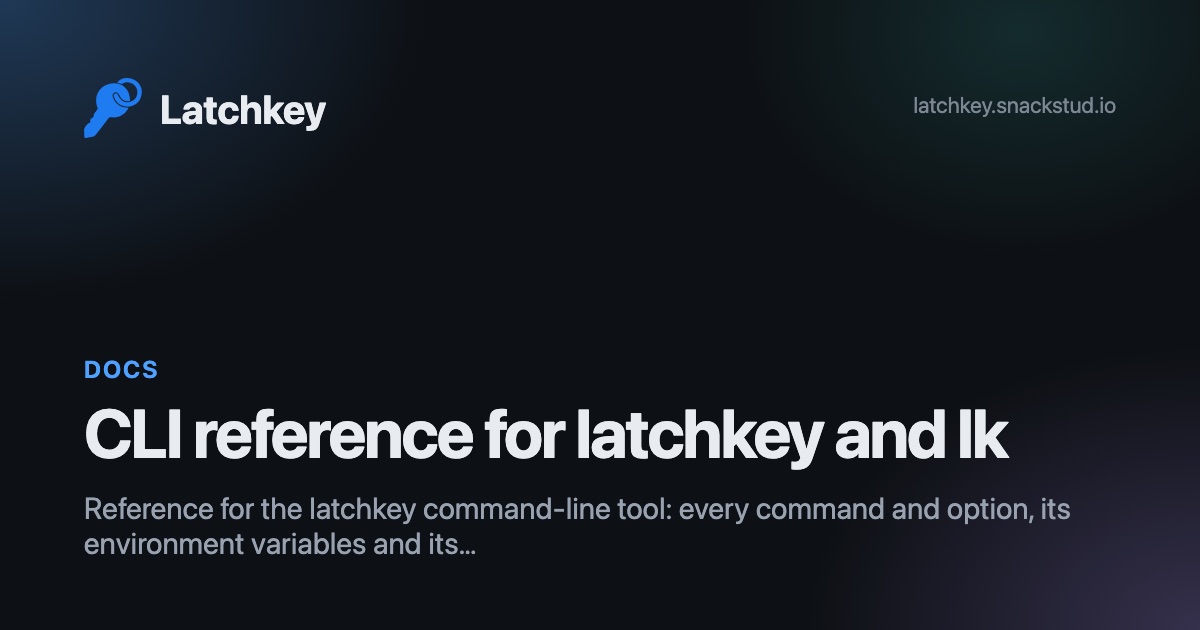 Latchkey
latchkey.snackstud.io
DOCS
CLI reference for latchkey and lk
Reference for the latchkey command-line tool: every command and option, its
environment variables and its…